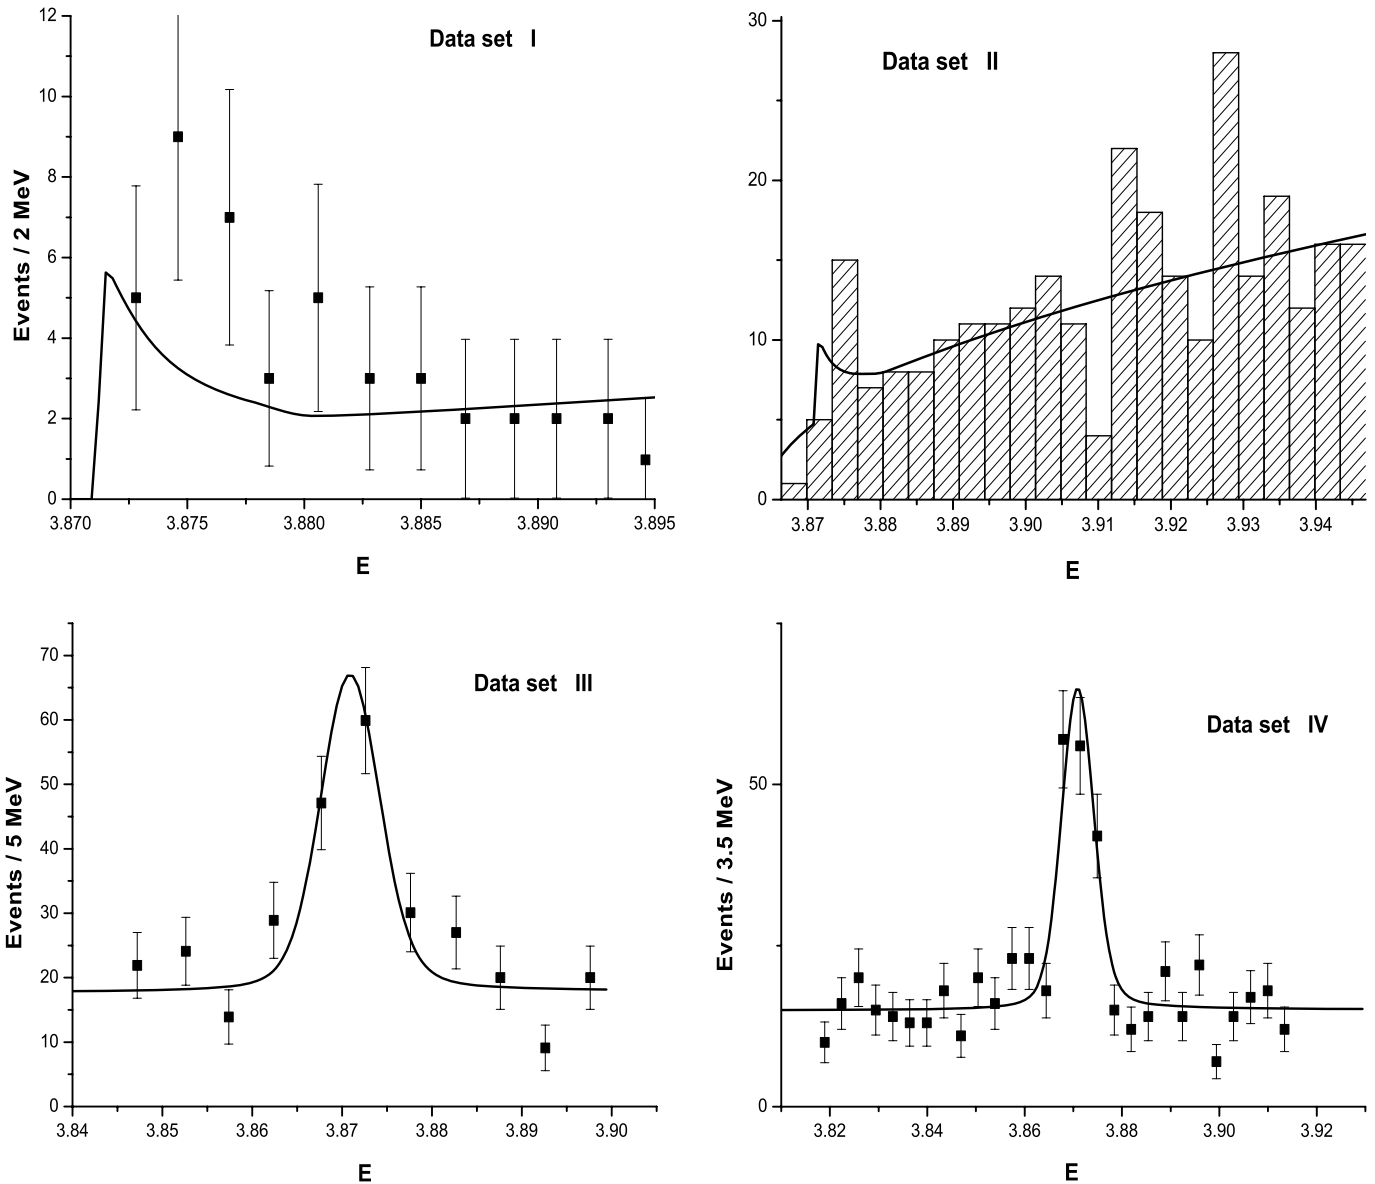 Data set I
Events / 2 MeV
12
10
8
6
4
2
0
3.870 3.875 3.880 3.885 3.890 3.895
E
Data set II
30
20
10
0
3.87 3.88 3.89 3.90 3.91 3.92 3.93 3.94
E
Data set III
Events / 5 MeV
70
60
50
40
30
20
10
0
3.84 3.85 3.86 3.87 3.88 3.89 3.90
E
Data set IV
Events / 3.5 MeV
50
0
3.82 3.84 3.86 3.88 3.90 3.92
E